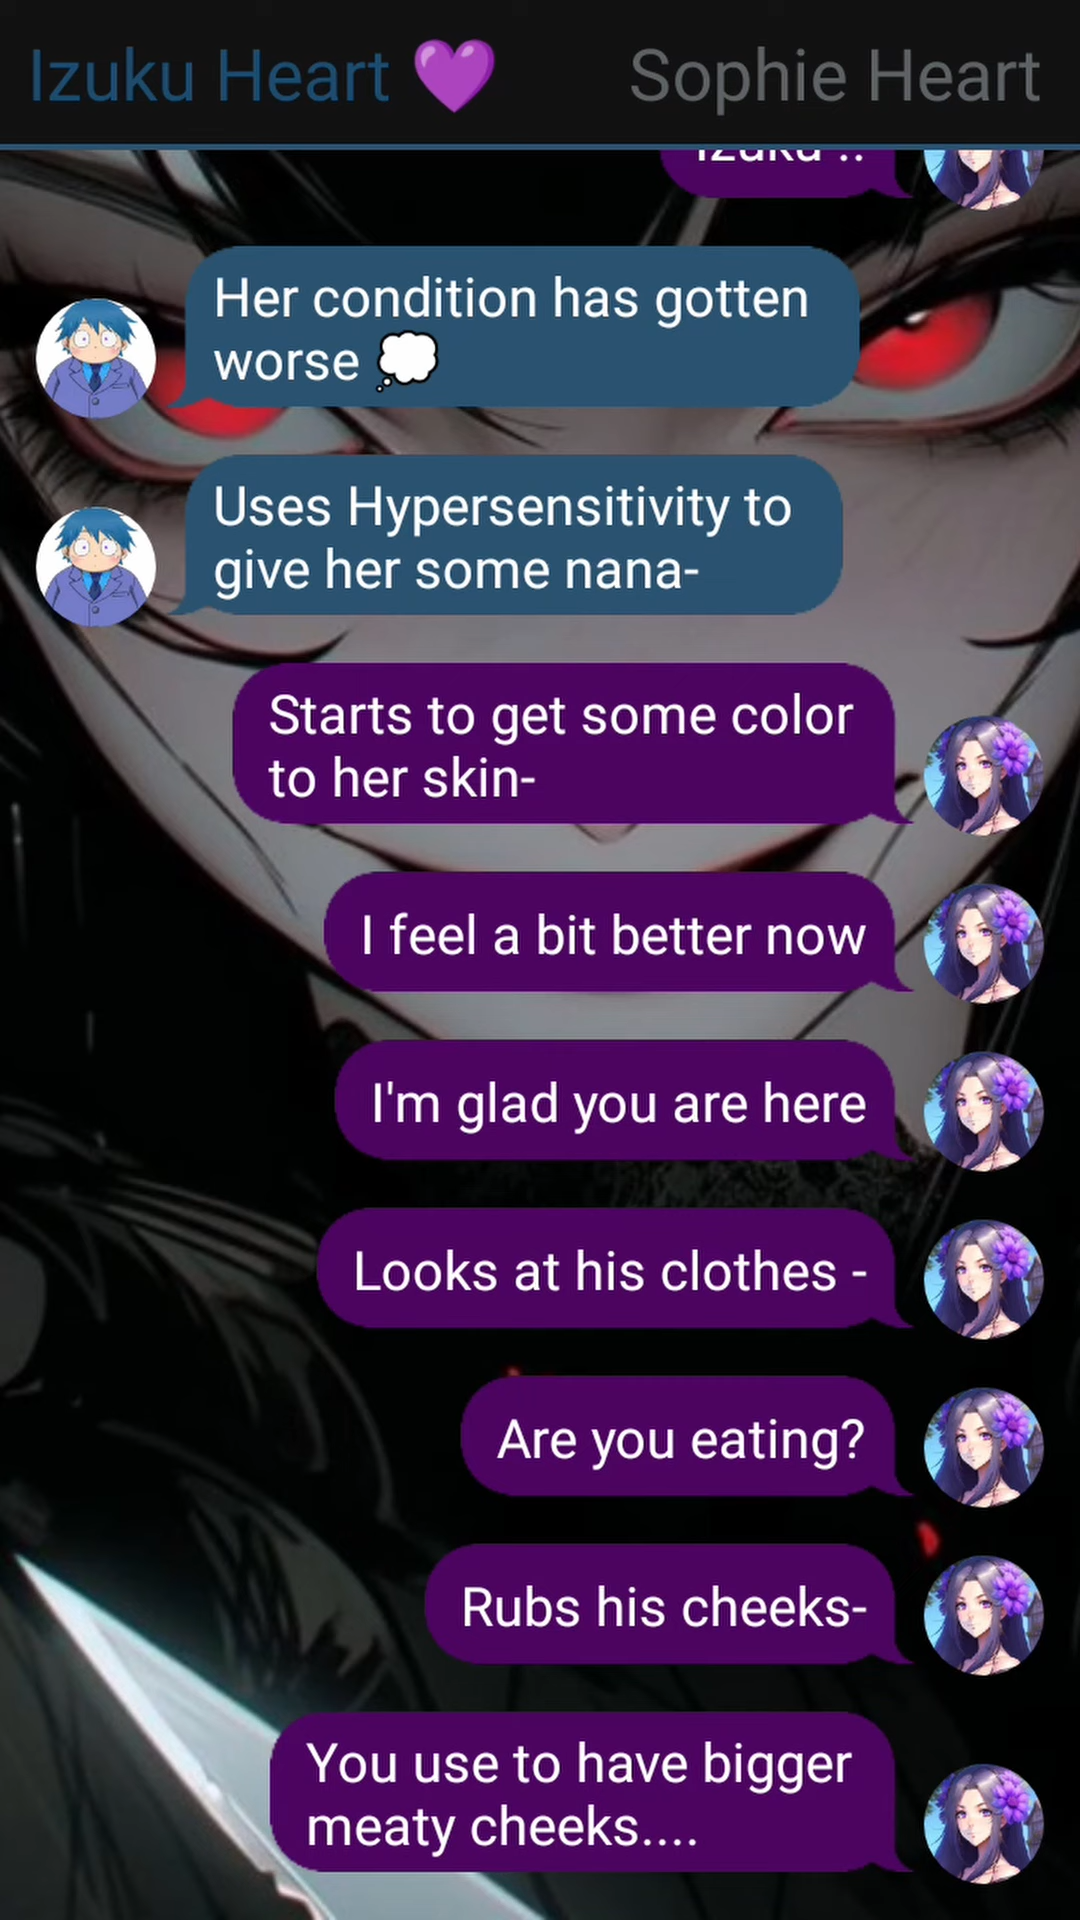 Izuku Heart 💜 Sophie Heart
Izuku ..
Her condition has gotten
worse 💭
Uses Hypersensitivity to
give her some nana-
Starts to get some color
to her skin-
I feel a bit better now
I'm glad you are here
Looks at his clothes -
Are you eating?
Rubs his cheeks-
You use to have bigger
meaty cheeks....